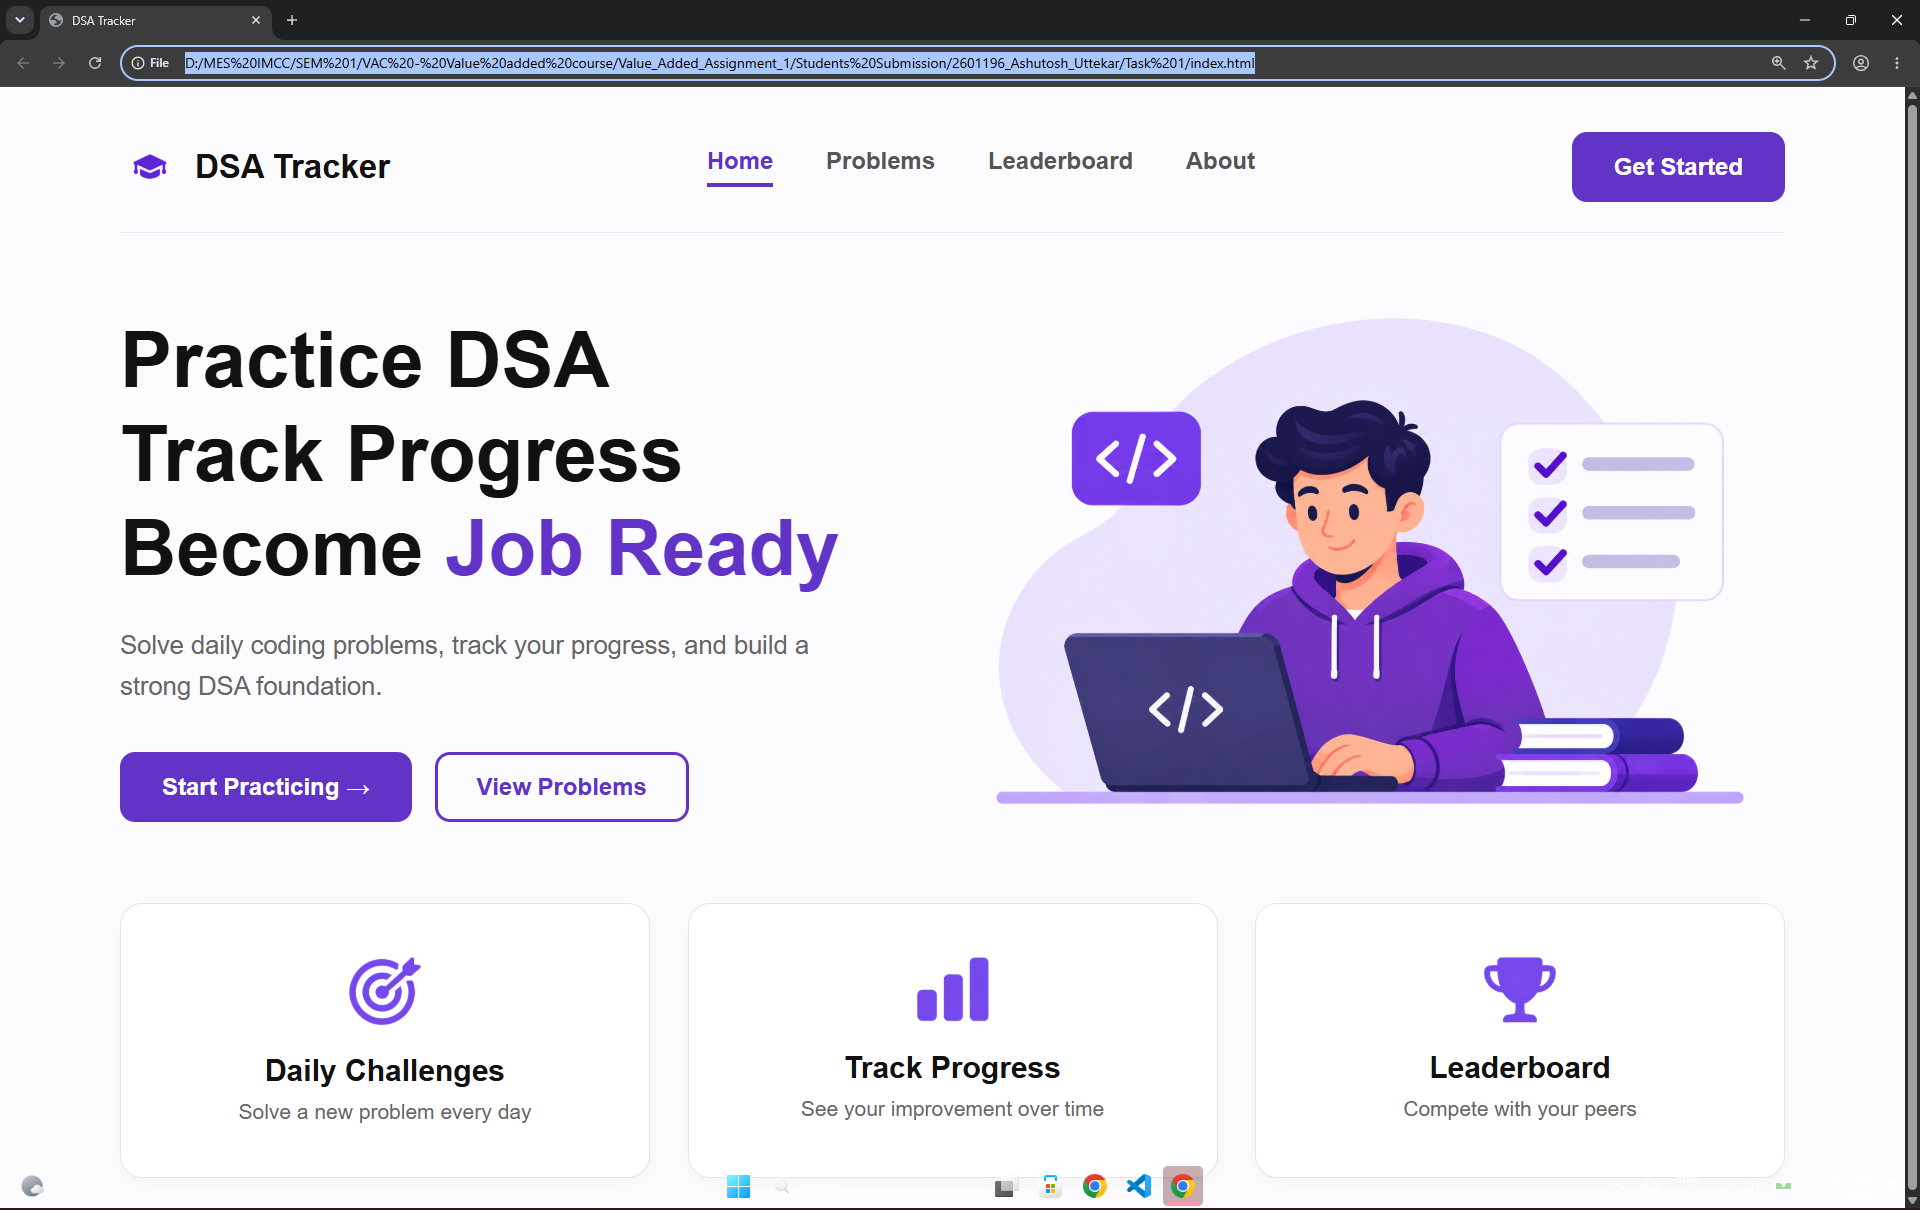 DSA Tracker
File
D:/MES%20IMCC/SEM%201/VAC%20-%20Value%20added%20course/Value_Added_Assignment_1/Students%20Submission/2601196_Ashutosh_Uttekar/Task%201/index.html
DSA Tracker
Home
Problems
Leaderboard
About
Get Started
Practice DSA
Track Progress
Become Job Ready
Solve daily coding problems, track your progress, and build a
strong DSA foundation.
Start Practicing →
View Problems
</>
</>
Daily Challenges
Solve a new problem every day
Track Progress
See your improvement over time
Leaderboard
Compete with your peers